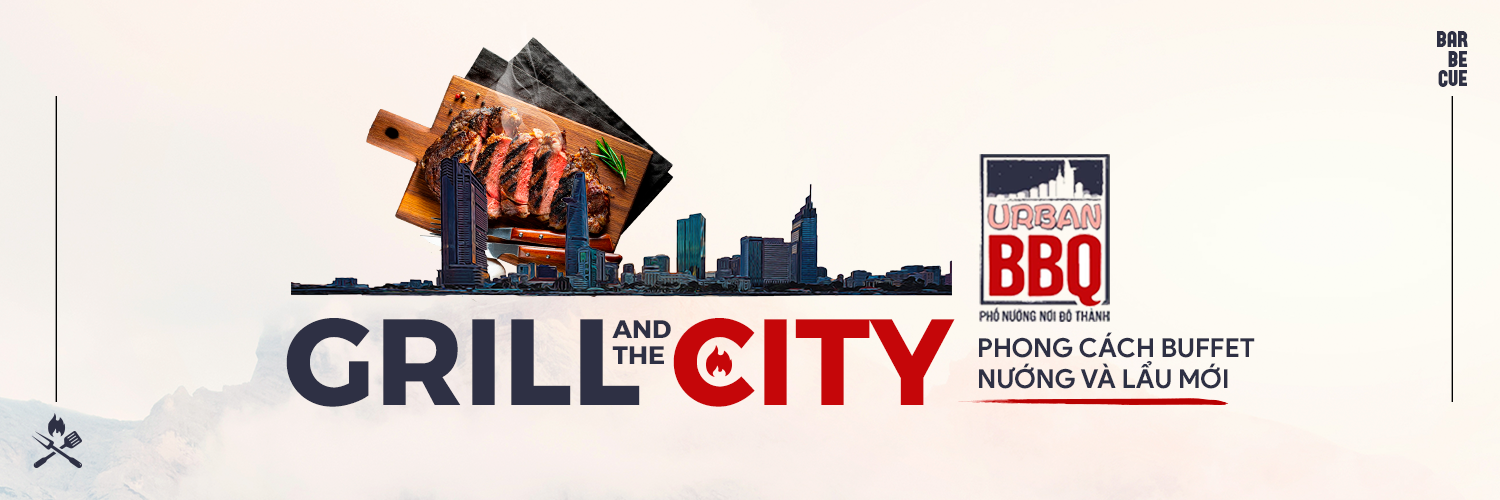 BAR
BE
CUE
URBAN
BBQ
PHỐ NƯỚNG NƠI ĐÔ THÀNH
GRILL AND THE CITY
PHONG CÁCH BUFFET
NƯỚNG VÀ LẨU MỚI